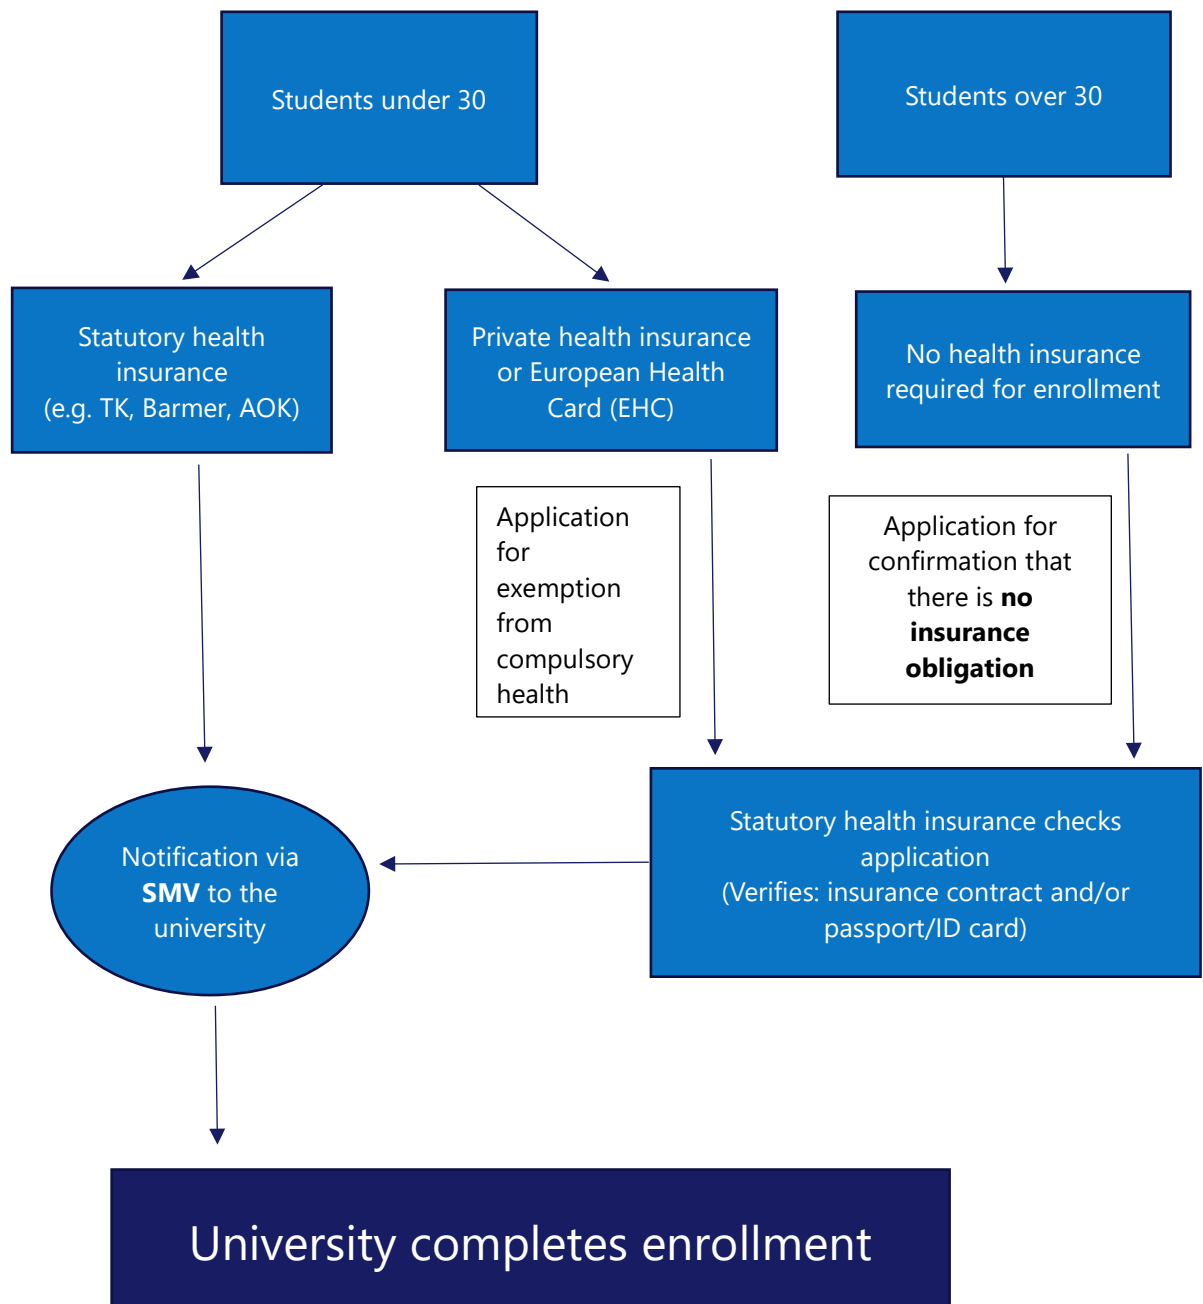 Students under 30
Students over 30
Statutory health
insurance
(e.g. TK, Barmer, AOK)
Private health insurance
or European Health
Card (EHC)
No health insurance
required for enrollment
Application
for
exemption
from
compulsory
health
Application for
confirmation that
there is no
insurance
obligation
Notification via
SMV to the
university
Statutory health insurance checks
application
(Verifies: insurance contract and/or
passport/ID card)
University completes enrollment